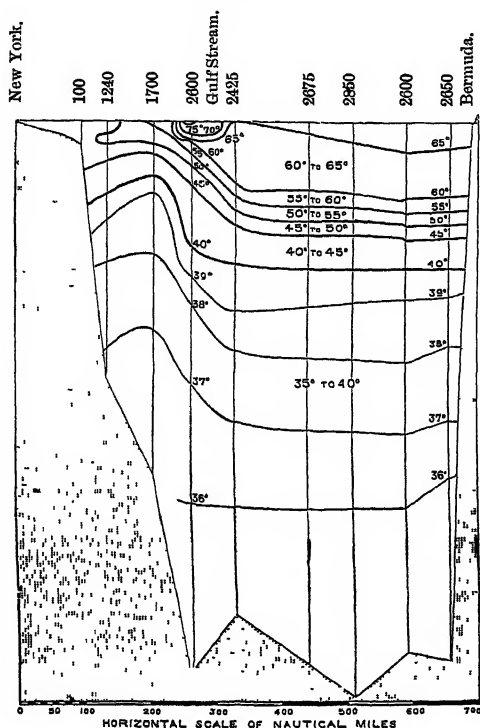 New York.
100
1240
1700
2600
Gulf Stream.
2425
2675
2850
2600
2650
Bermuda.
75° 70°
65°
65°
55° 60°
50°
45°
60° TO 65°
60°
55° TO 60°
55°
50° TO 55°
50°
45° TO 50°
45°
40°
40° TO 45°
40°
39°
39°
38°
38°
35° TO 40°
37°
37°
36°
36°
0 50 100 200 300 400 500 600 700
HORIZONTAL SCALE OF NAUTICAL MILES